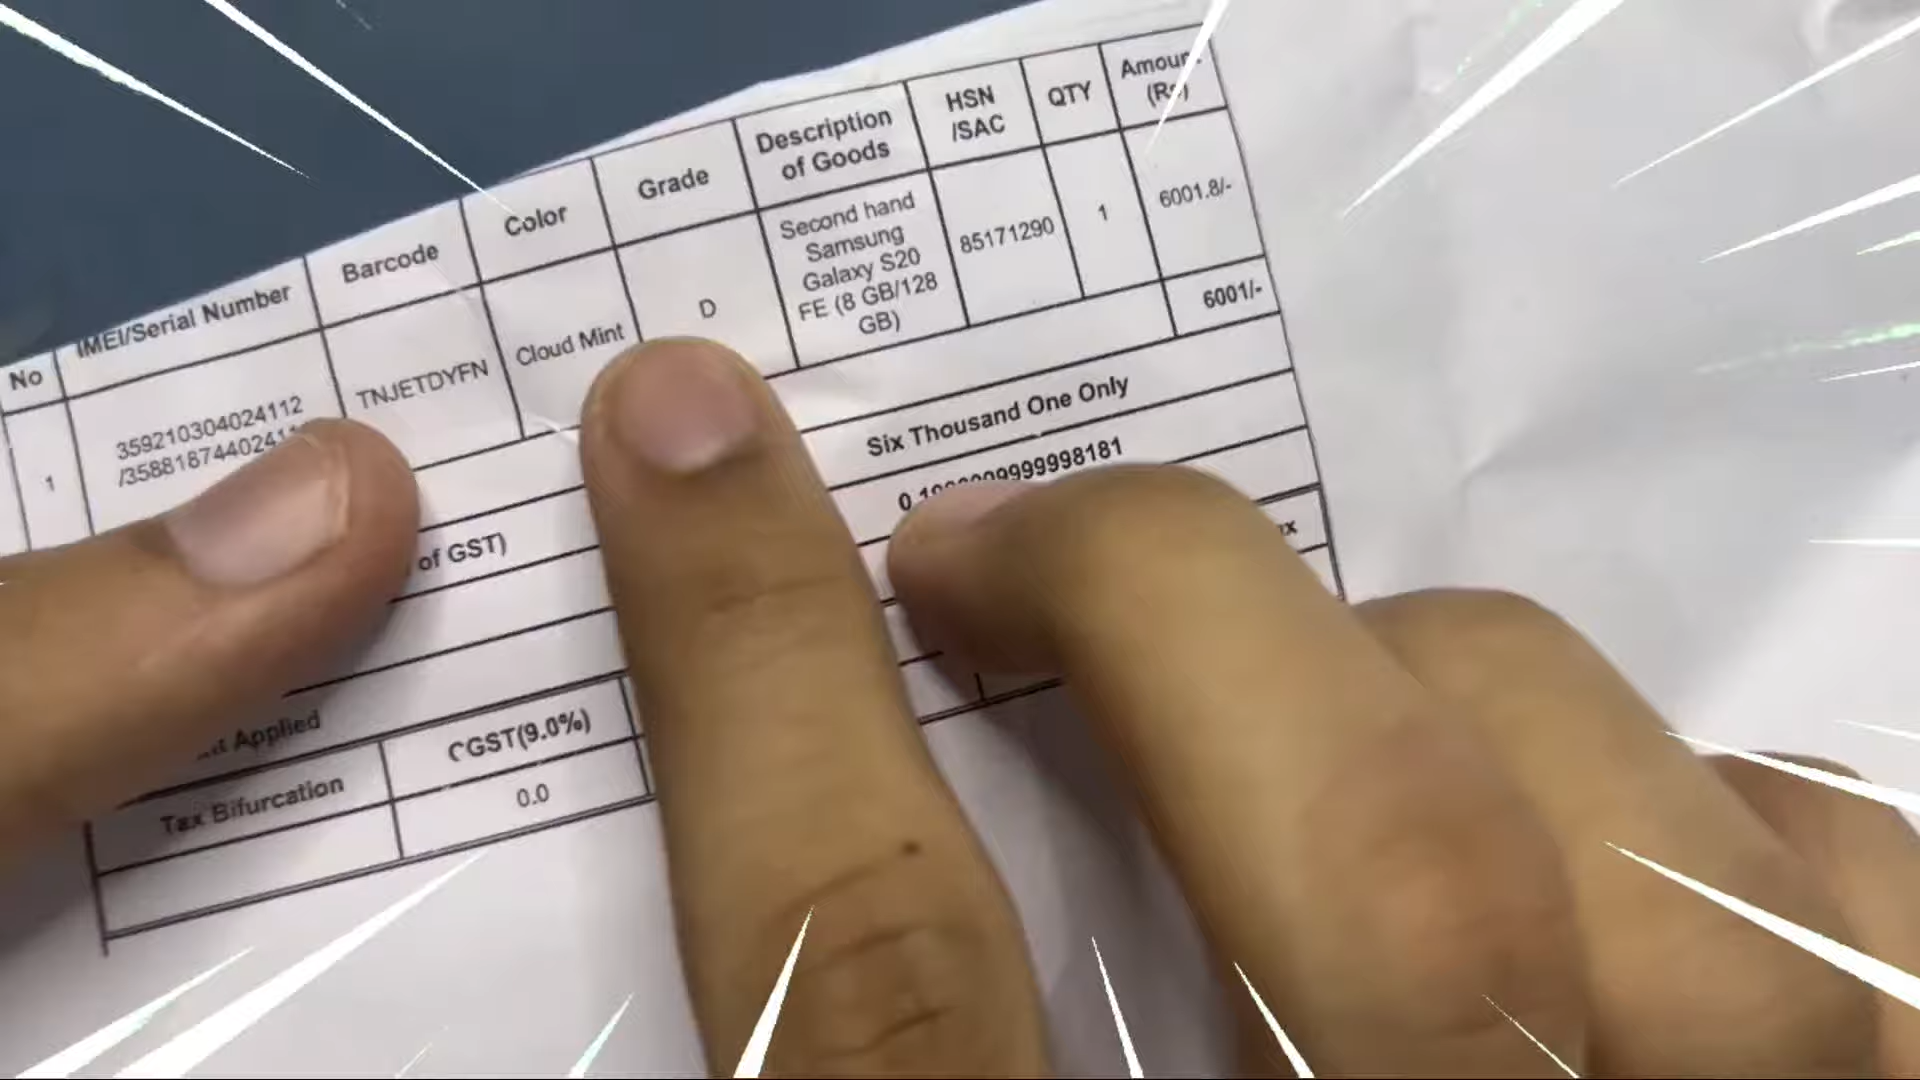 No
IMEI/Serial Number
Barcode
Color
Grade
Description
of Goods
HSN
/SAC
QTY
Amount
(Rs)
1
359210304024112
TNJETDYFN
Cloud Mint
D
Second hand
Samsung
Galaxy S20
FE (8 GB/128
GB)
85171290
1
6001.8/-
6001/-
Six Thousand One Only
of GST)
Applied
Tax Bifurcation
CGST(9.0%)
0.0